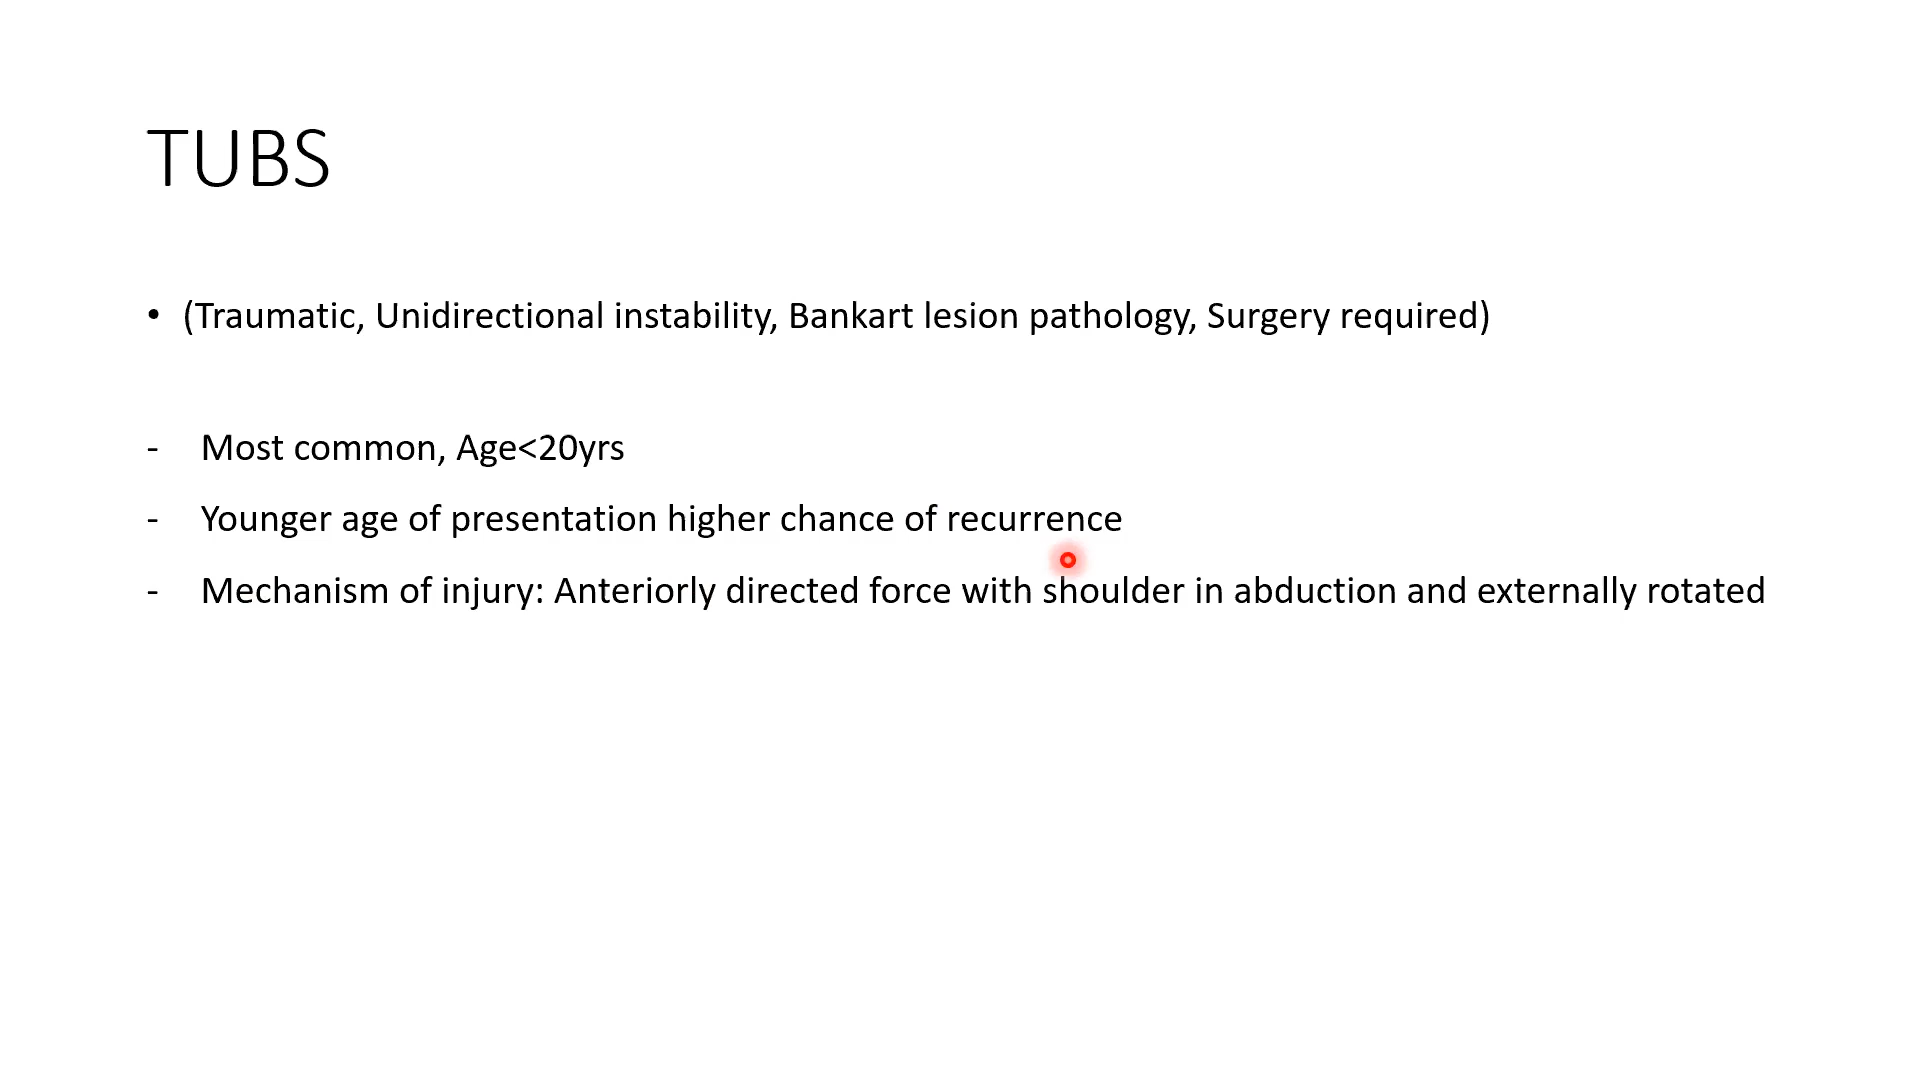 TUBS
• (Traumatic, Unidirectional instability, Bankart lesion pathology, Surgery required)
- Most common, Age<20yrs
- Younger age of presentation higher chance of recurrence
- Mechanism of injury: Anteriorly directed force with shoulder in abduction and externally rotated